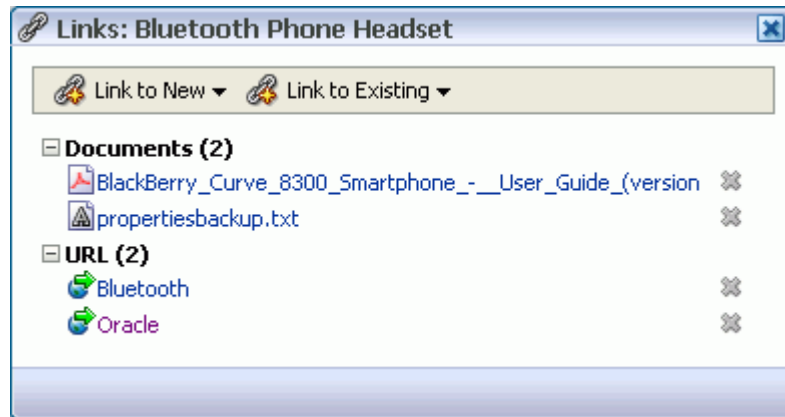 Links: Bluetooth Phone Headset
Link to New Link to Existing
Documents (2)
BlackBerry_Curve_8300_Smartphone_-__User_Guide_(version
propertiesbackup.txt
URL (2)
Bluetooth
Oracle